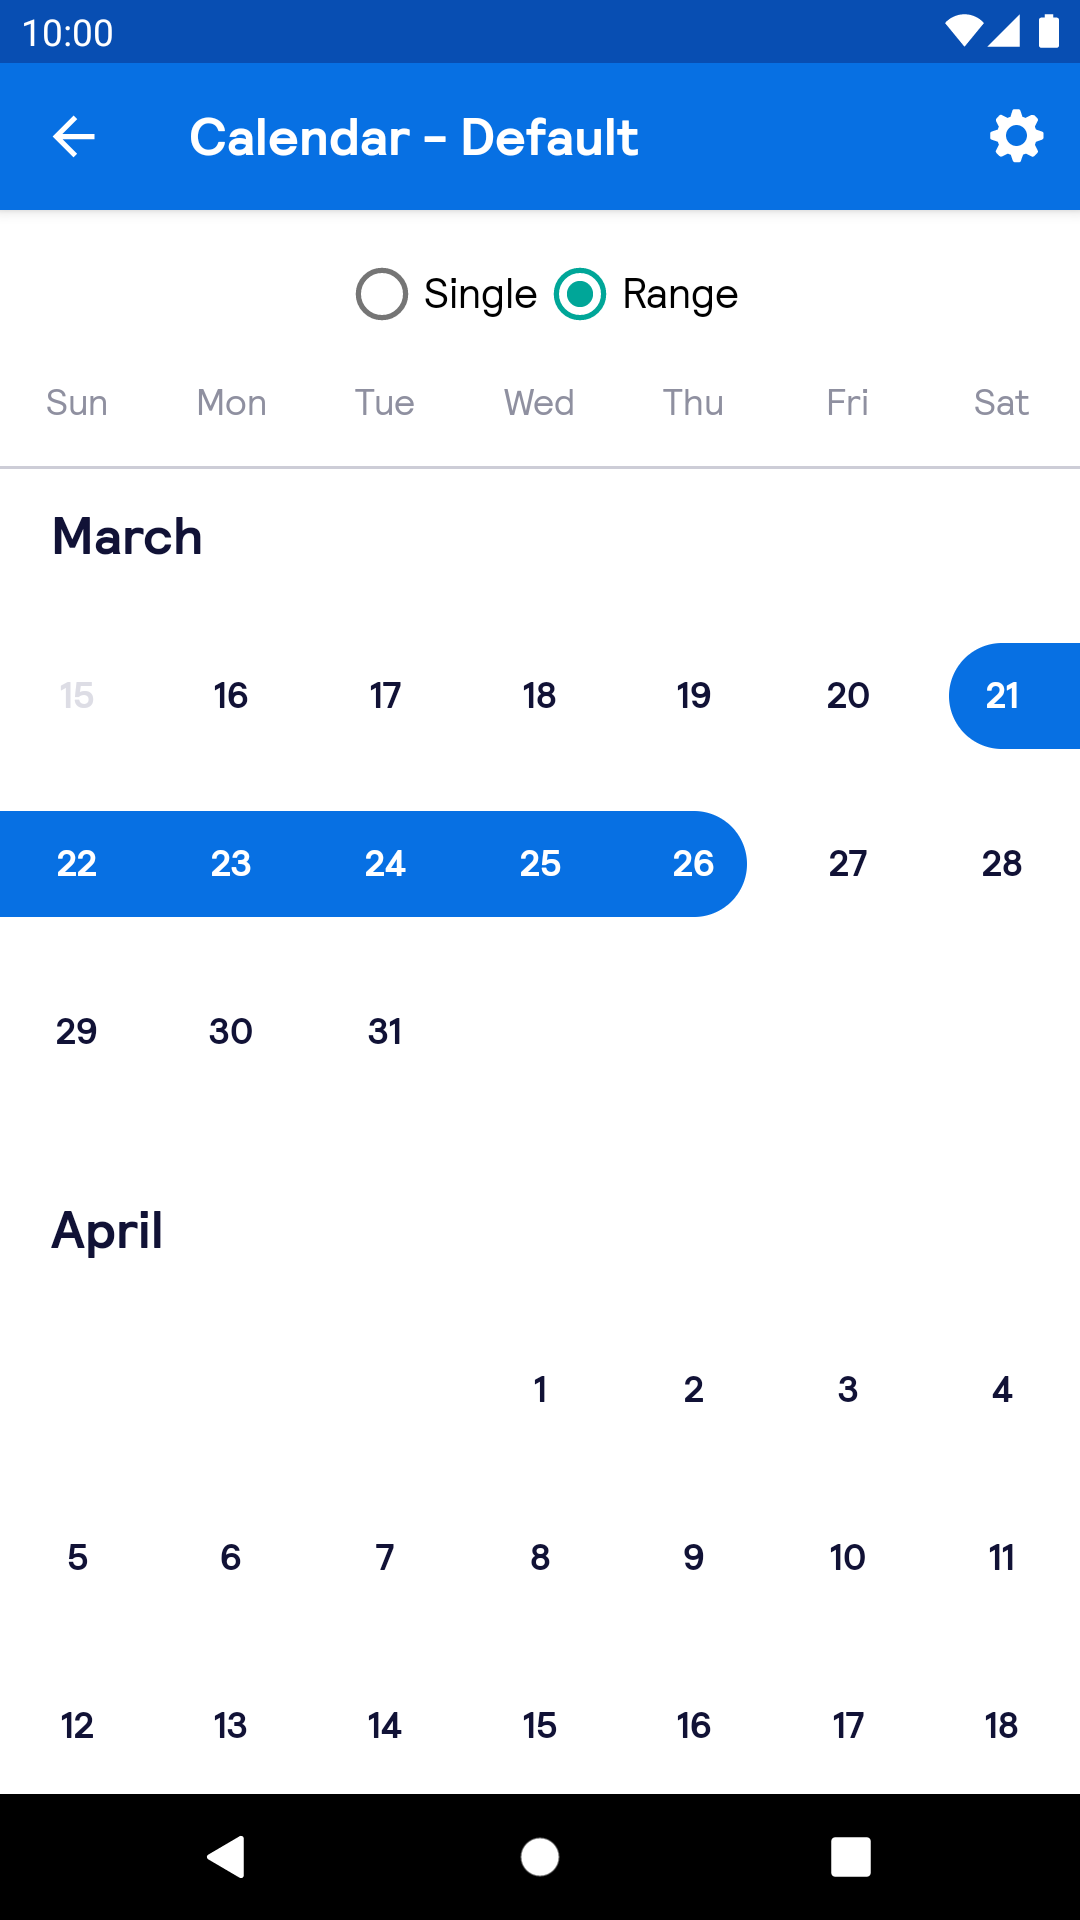 10:00
Calendar - Default
Single Range
Sun Mon Tue Wed Thu Fri Sat
March
15 16 17 18 19 20 21
22 23 24 25 26 27 28
29 30 31
April
1 2 3 4
5 6 7 8 9 10 11
12 13 14 15 16 17 18